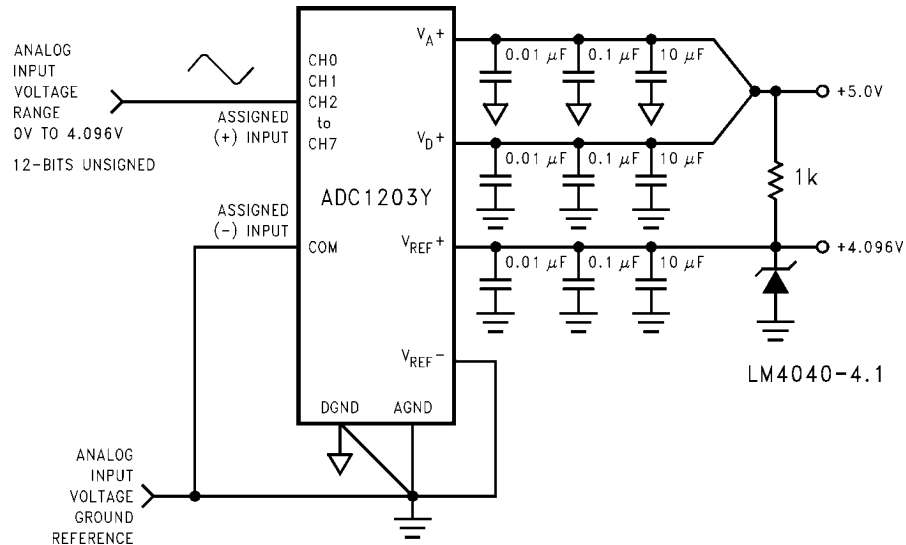 ANALOG
INPUT
VOLTAGE
RANGE
0V TO 4.096V
12-BITS UNSIGNED
ASSIGNED
(+) INPUT
CH0
CH1
CH2
to
CH7
ADC1203Y
ASSIGNED
(-) INPUT
COM
VA+
0.01 μF
0.1 μF
10 μF
+5.0V
VD+
0.01 μF
0.1 μF
10 μF
1k
VREF+
0.01 μF
0.1 μF
10 μF
+4.096V
LM4040-4.1
VREF-
DGND
AGND
ANALOG
INPUT
VOLTAGE
GROUND
REFERENCE